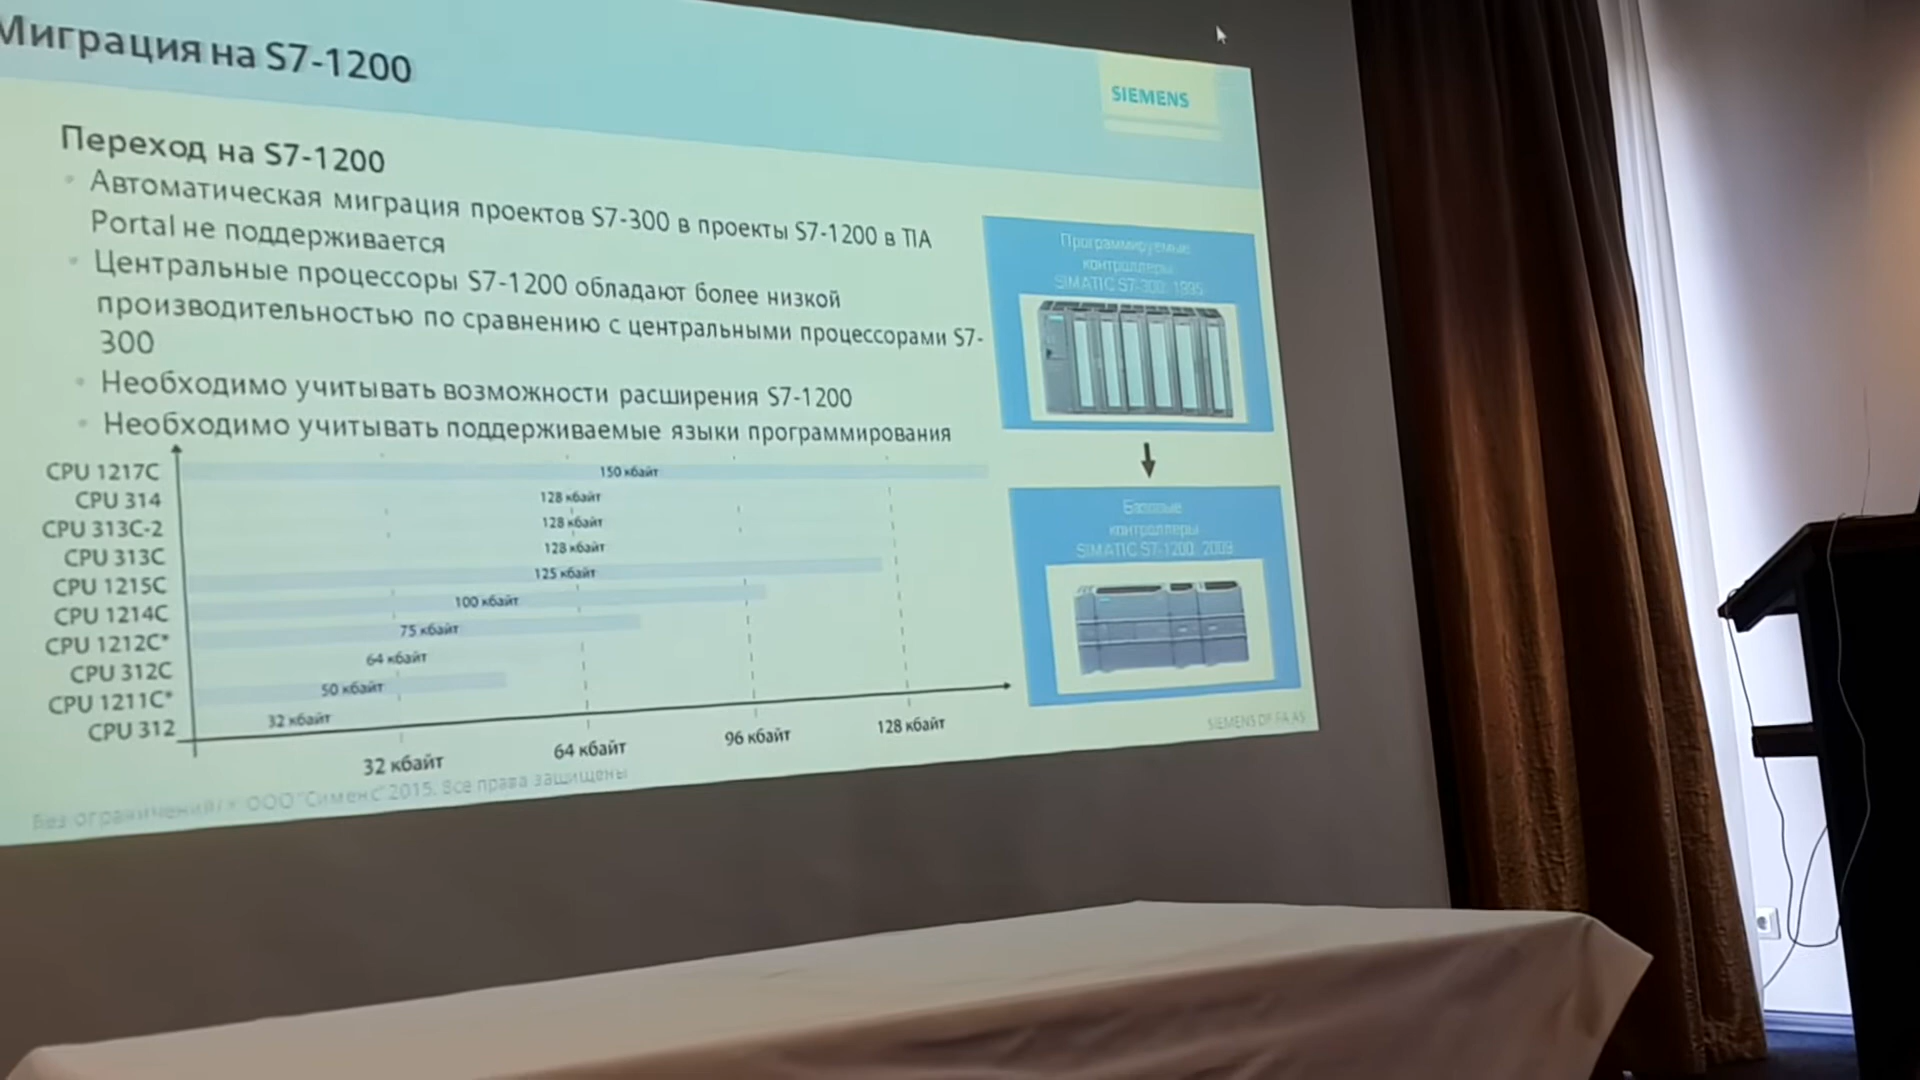 Миграция на S7-1200
SIEMENS
Переход на S7-1200
Автоматическая миграция проектов S7-300 в проекты S7-1200 в TIA
Portal не поддерживается
Центральные процессоры S7-1200 обладают более низкой
производительностью по сравнению с центральными процессорами S7-
300
Необходимо учитывать возможности расширения S7-1200
Необходимо учитывать поддерживаемые языки программирования
CPU 1217C 150 кбайт
CPU 314 128 кбайт
CPU 313C-2 128 кбайт
CPU 313C 128 кбайт
CPU 1215C 125 кбайт
CPU 1214C 100 кбайт
CPU 1212C* 75 кбайт
CPU 312C 64 кбайт
CPU 1211C* 50 кбайт
CPU 312 32 кбайт
32 кбайт 64 кбайт 96 кбайт 128 кбайт
Программируемые
контроллеры
SIMATIC S7-300: 1995
Базовые
контроллеры
SIMATIC S7-1200: 2009
Без ограничений / © ООО "Сименс" 2015. Все права защищены
SIEMENS DF FA AS